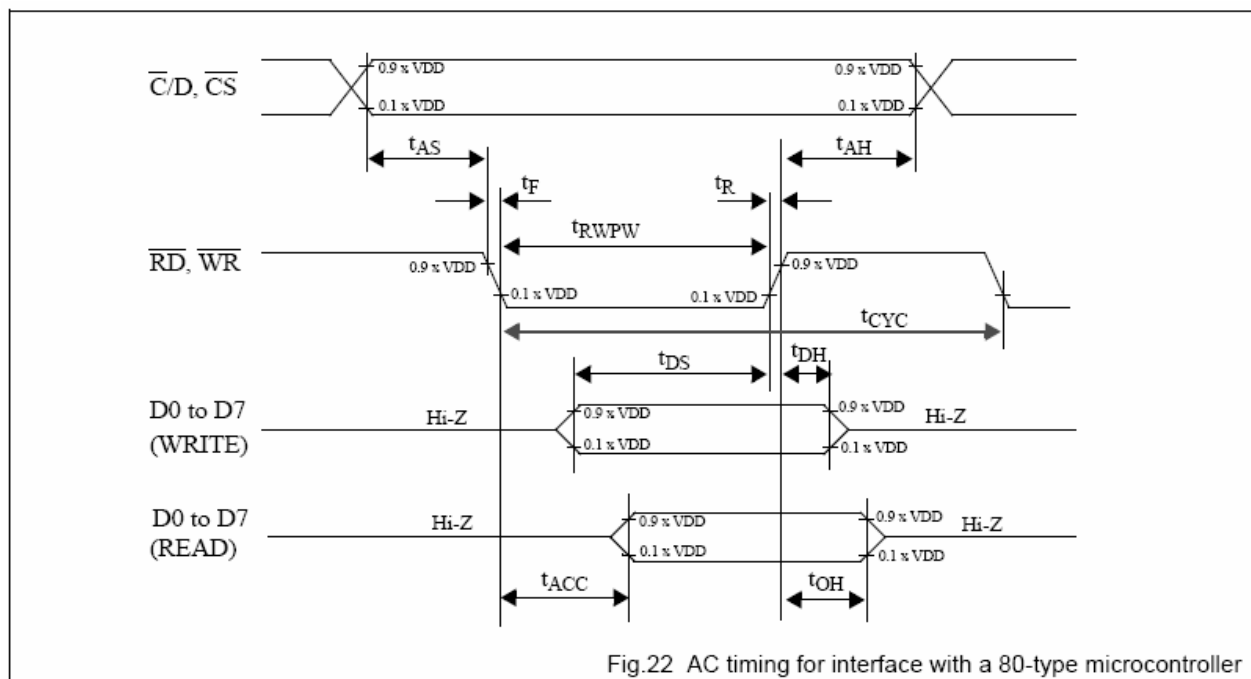 C̅/D, C̅S̅
0.9 x VDD 0.9 x VDD
0.1 x VDD 0.1 x VDD
tAS tAH
tF tR
tRWPW
R̅D̅, W̅R̅
0.9 x VDD 0.9 x VDD
0.1 x VDD 0.1 x VDD
tCYC
tDS tDH
D0 to D7
(WRITE)
Hi-Z 0.9 x VDD 0.9 x VDD Hi-Z
0.1 x VDD 0.1 x VDD
D0 to D7
(READ)
Hi-Z 0.9 x VDD 0.9 x VDD Hi-Z
0.1 x VDD 0.1 x VDD
tACC tOH
Fig.22 AC timing for interface with a 80-type microcontroller